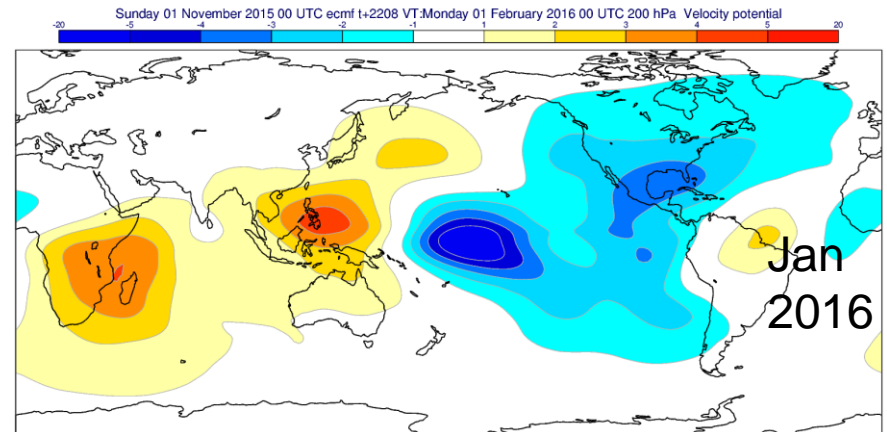 Sunday 01 November 2015 00 UTC ecmf t+2208 VT:Monday 01 February 2016 00 UTC 200 hPa Velocity potential
-20 -5 -4 -3 -2 -1 1 2 3 4 5 20
Jan
2016